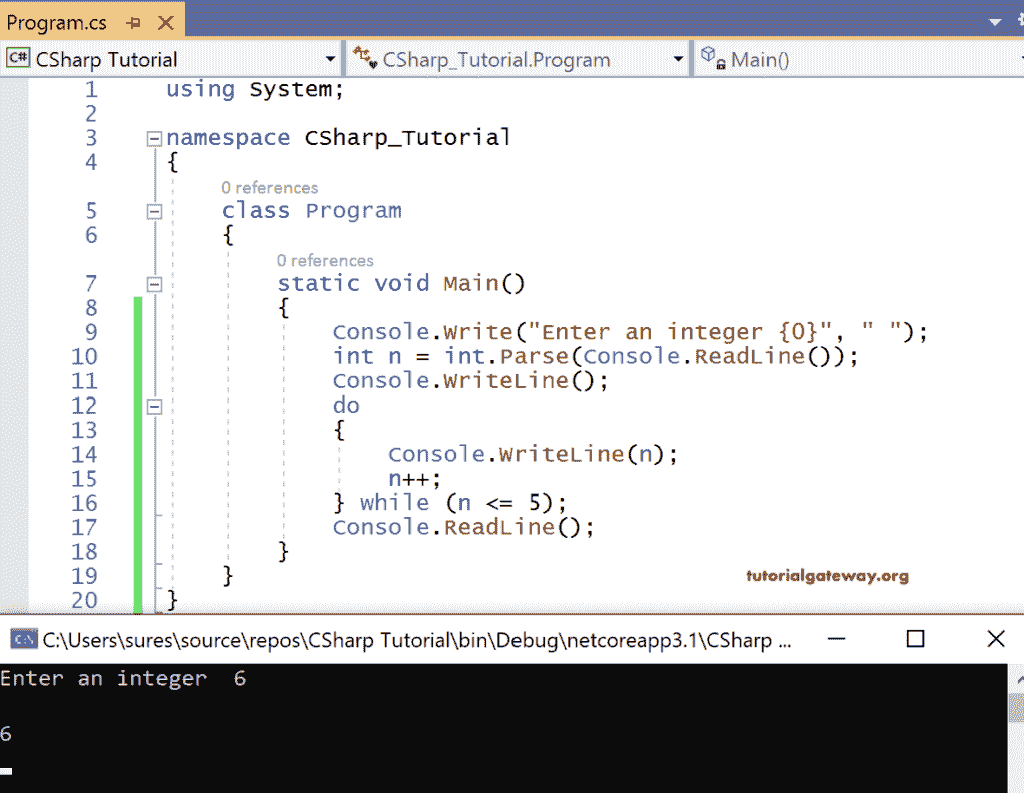 Program.cs
C# CSharp Tutorial CSharp_Tutorial.Program Main()
1 using System;
2
3 namespace CSharp_Tutorial
4 {
0 references
5 class Program
6 {
0 references
7 static void Main()
8 {
9 Console.Write("Enter an integer {0}", " ");
10 int n = int.Parse(Console.ReadLine());
11 Console.WriteLine();
12 do
13 {
14 Console.WriteLine(n);
15 n++;
16 } while (n <= 5);
17 Console.ReadLine();
18 }
19 }
tutorialgateway.org
20 }
C:\ C:\Users\sures\source\repos\CSharp Tutorial\bin\Debug\netcoreapp3.1\CSharp ...
Enter an integer  6
6